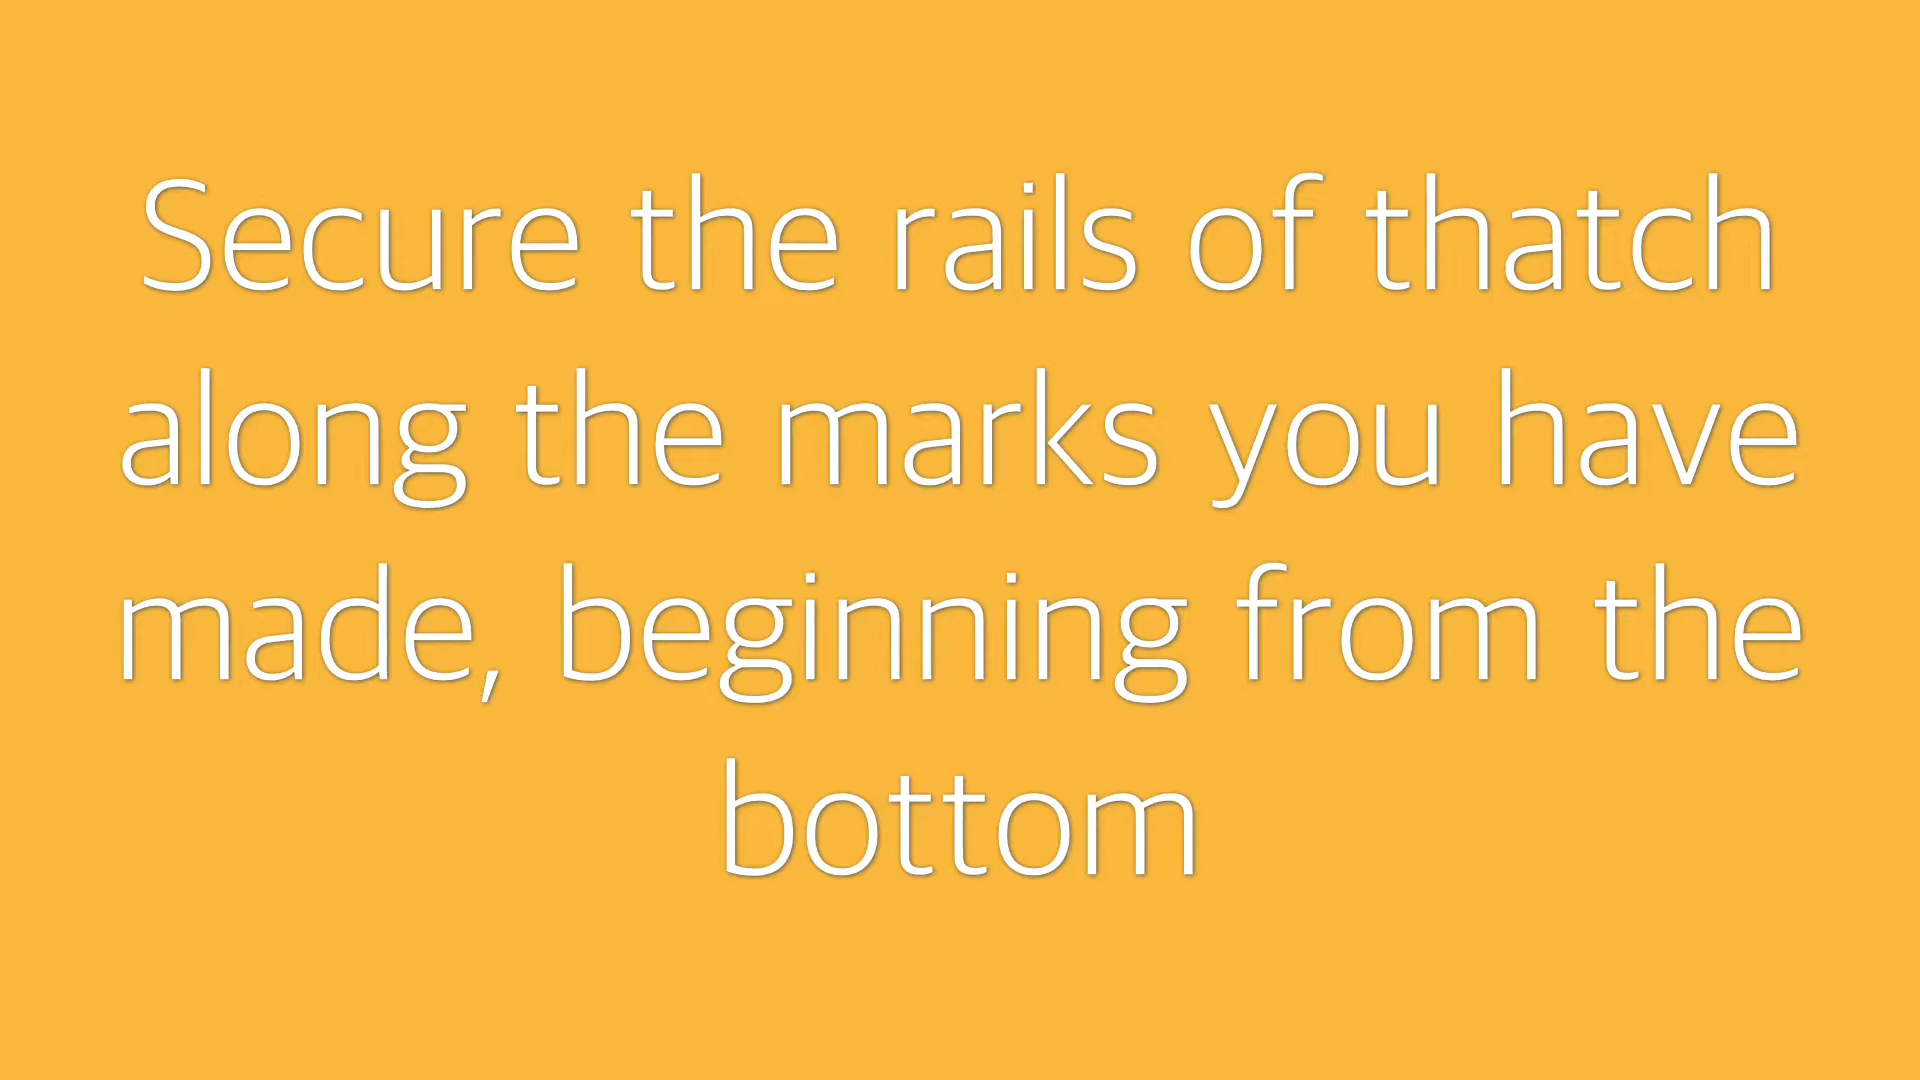 Secure the rails of thatch
along the marks you have
made, beginning from the
bottom